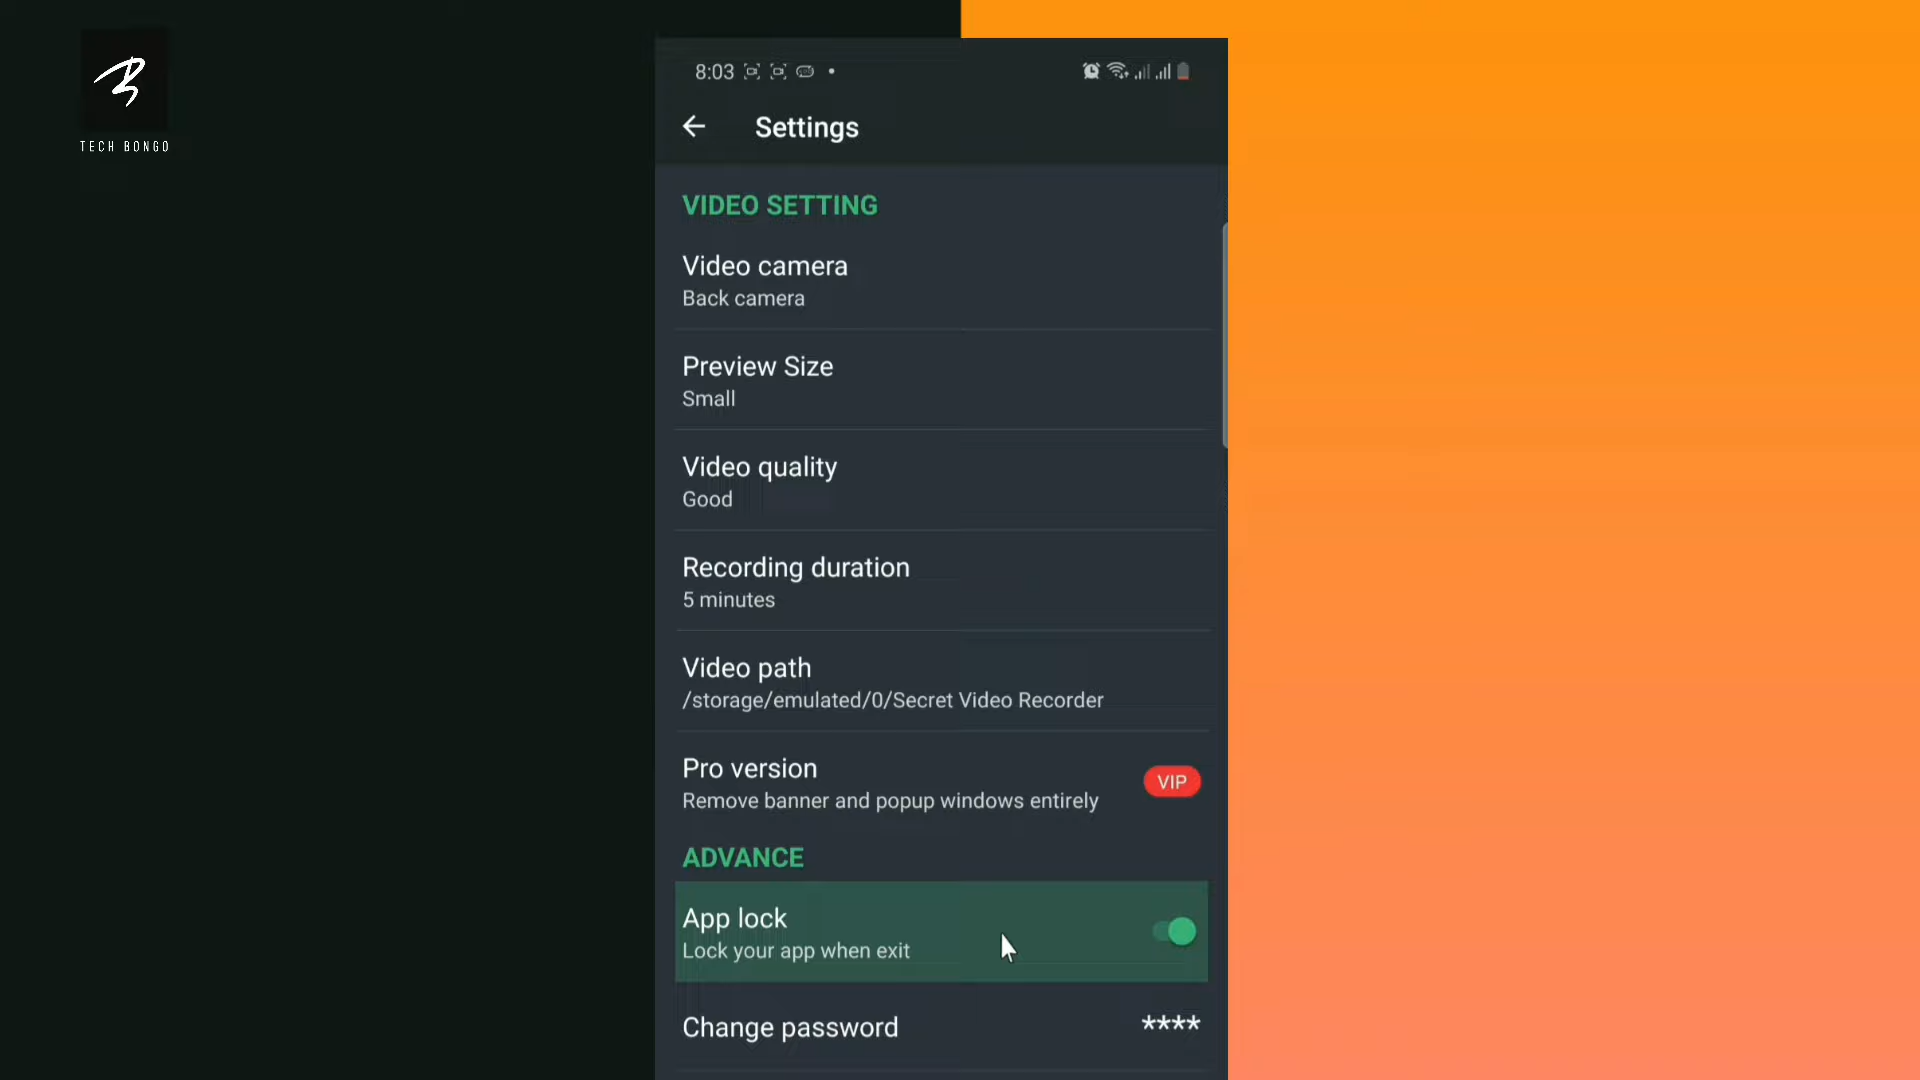 TECH BONGO
8:03
Settings
VIDEO SETTING
Video camera
Back camera
Preview Size
Small
Video quality
Good
Recording duration
5 minutes
Video path
/storage/emulated/0/Secret Video Recorder
Pro version
VIP
Remove banner and popup windows entirely
ADVANCE
App lock
Lock your app when exit
Change password
****